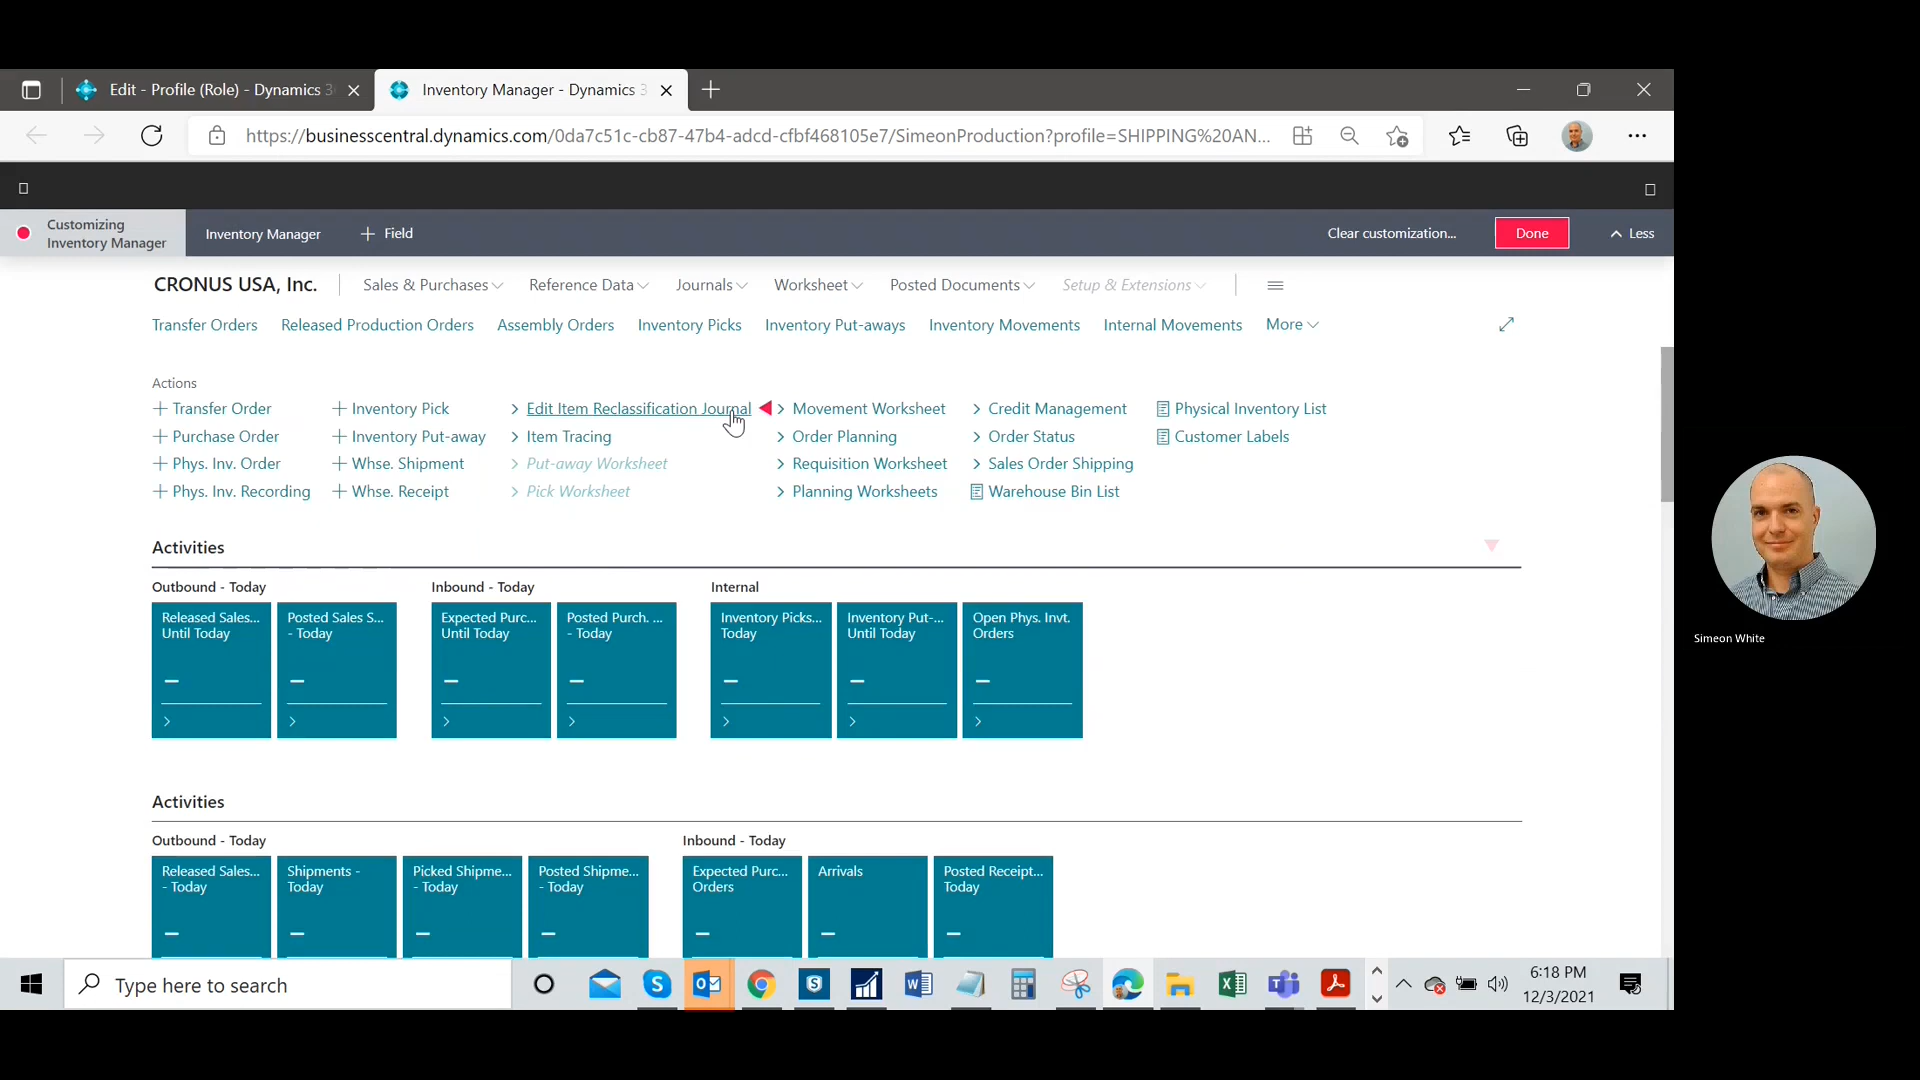 Edit - Profile (Role) - Dynamics 3
Inventory Manager - Dynamics 3
https://businesscentral.dynamics.com/0da7c51c-cb87-47b4-adcd-cfbf468105e7/SimeonProduction?profile=SHIPPING%20AN...
Customizing
Inventory Manager
Inventory Manager
Field
Clear customization...
Done
Less
CRONUS USA, Inc.
Sales & Purchases
Reference Data
Journals
Worksheet
Posted Documents
Setup & Extensions
Transfer Orders
Released Production Orders
Assembly Orders
Inventory Picks
Inventory Put-aways
Inventory Movements
Internal Movements
More
Actions
Transfer Order
Inventory Pick
Edit Item Reclassification Journal
Movement Worksheet
Credit Management
Physical Inventory List
Purchase Order
Inventory Put-away
Item Tracing
Order Planning
Order Status
Customer Labels
Phys. Inv. Order
Whse. Shipment
Put-away Worksheet
Requisition Worksheet
Sales Order Shipping
Phys. Inv. Recording
Whse. Receipt
Pick Worksheet
Planning Worksheets
Warehouse Bin List
Activities
Outbound - Today
Inbound - Today
Internal
Released Sales...
Until Today
Posted Sales S...
- Today
Expected Purc...
Until Today
Posted Purch. ...
- Today
Inventory Picks...
Today
Inventory Put-...
Until Today
Open Phys. Invt.
Orders
Activities
Outbound - Today
Inbound - Today
Released Sales...
- Today
Shipments -
Today
Picked Shipme...
- Today
Posted Shipme...
- Today
Expected Purc...
Orders
Arrivals
Posted Receipt...
Today
Simeon White
Type here to search
6:18 PM
12/3/2021